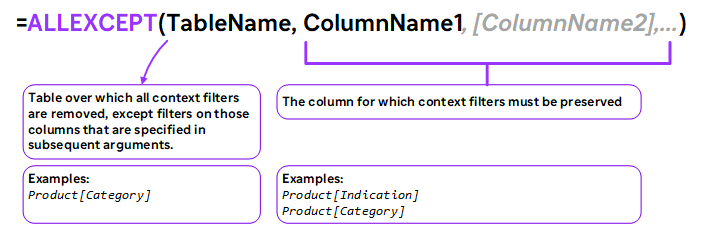 =ALLEXCEPT(TableName, ColumnName1, [ColumnName2],...)
Table over which all context filters
are removed, except filters on those
columns that are specified in
subsequent arguments.
The column for which context filters must be preserved
Examples:
Product[Category]
Examples:
Product[Indication]
Product[Category]